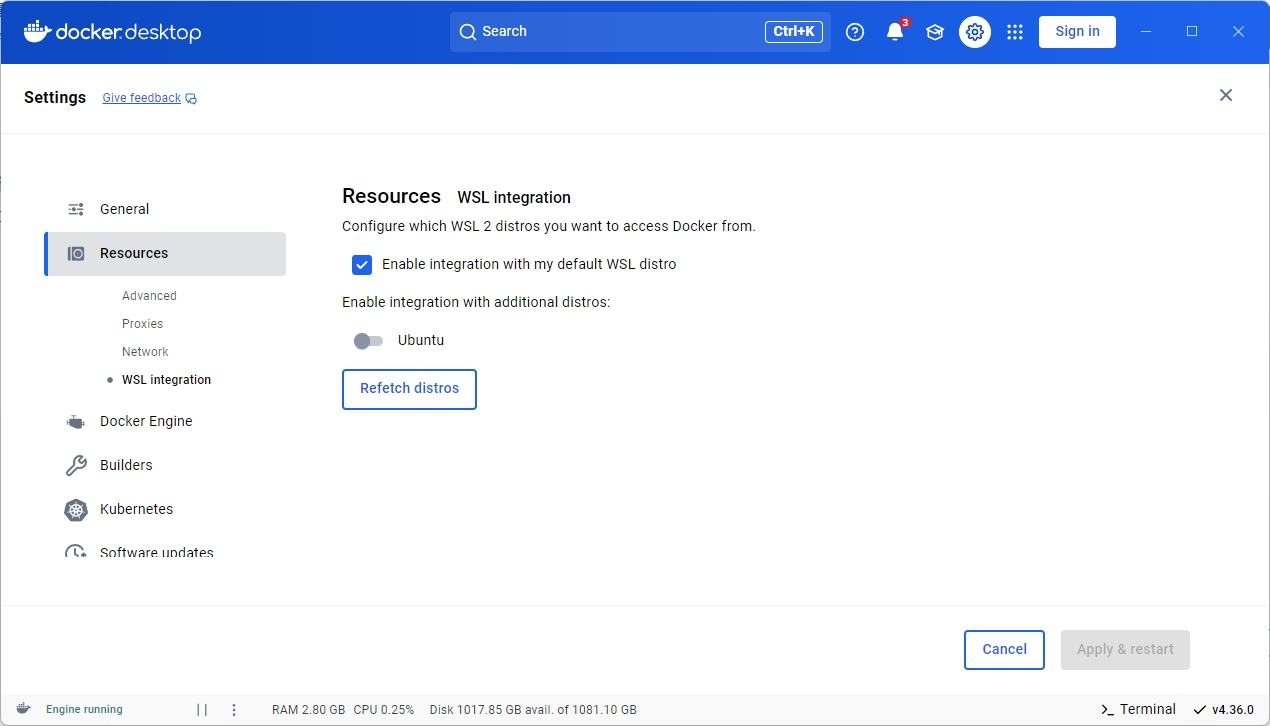 docker.desktop
Search
Ctrl+K
3
Sign in
Settings
Give feedback
General
Resources
Advanced
Proxies
Network
WSL integration
Docker Engine
Builders
Kubernetes
Software updates
Resources WSL integration
Configure which WSL 2 distros you want to access Docker from.
Enable integration with my default WSL distro
Enable integration with additional distros:
Ubuntu
Refetch distros
Cancel
Apply & restart
Engine running
RAM 2.80 GB CPU 0.25% Disk 1017.85 GB avail. of 1081.10 GB
Terminal
v4.36.0